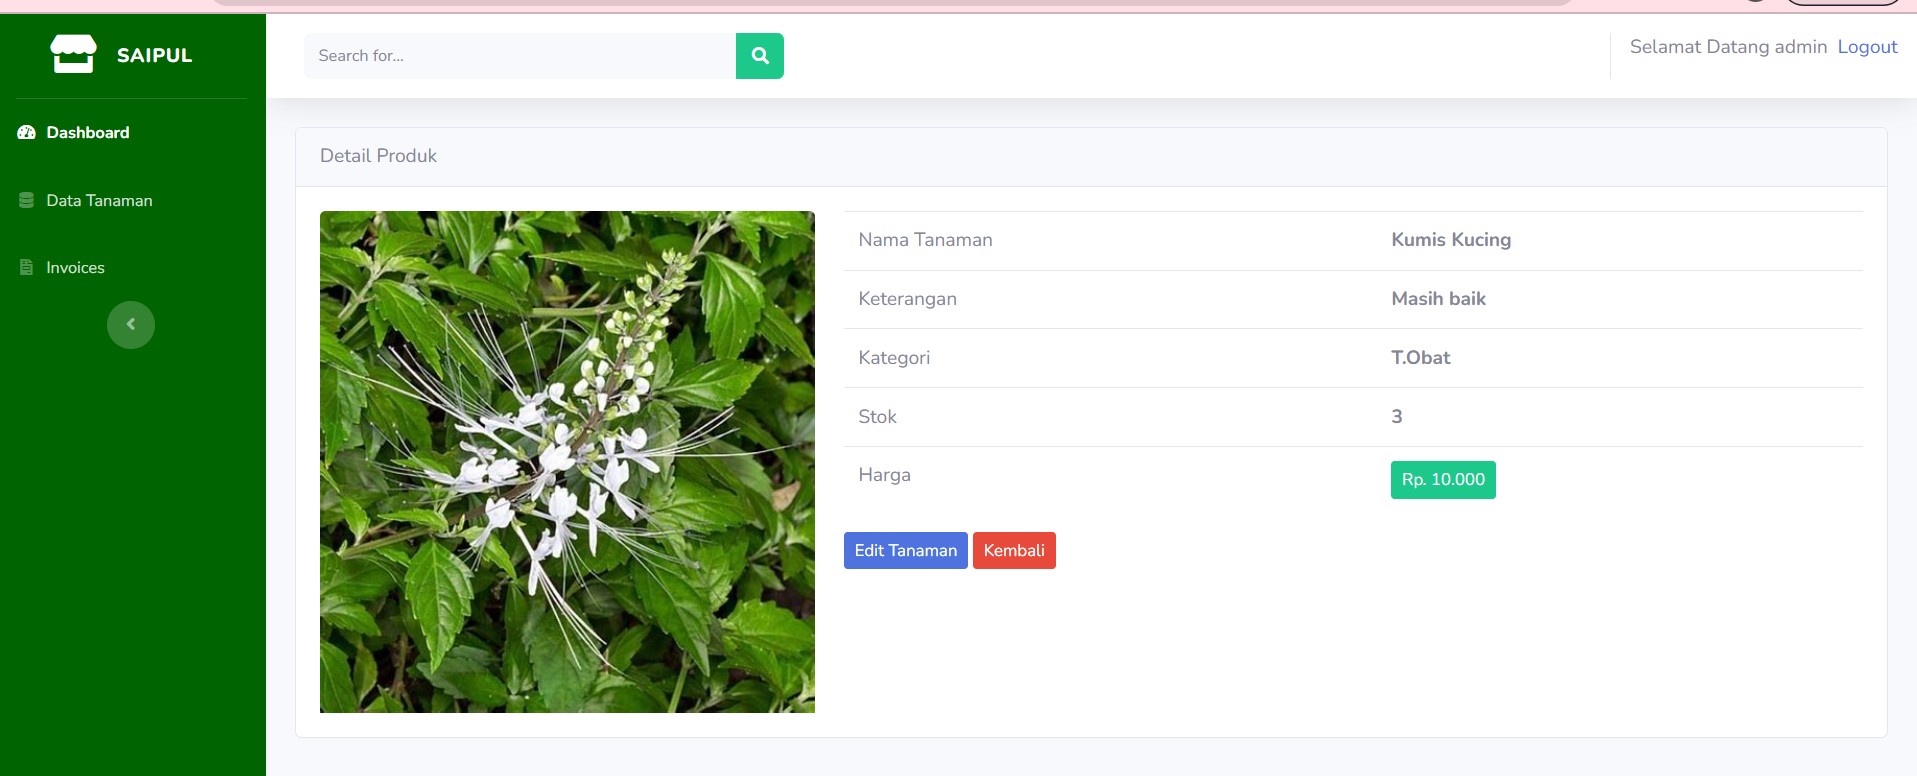 SAIPUL
Search for...
Selamat Datang admin Logout
Dashboard
Data Tanaman
Invoices
Detail Produk
Nama Tanaman Kumis Kucing
Keterangan Masih baik
Kategori T.Obat
Stok 3
Harga Rp. 10.000
Edit Tanaman Kembali